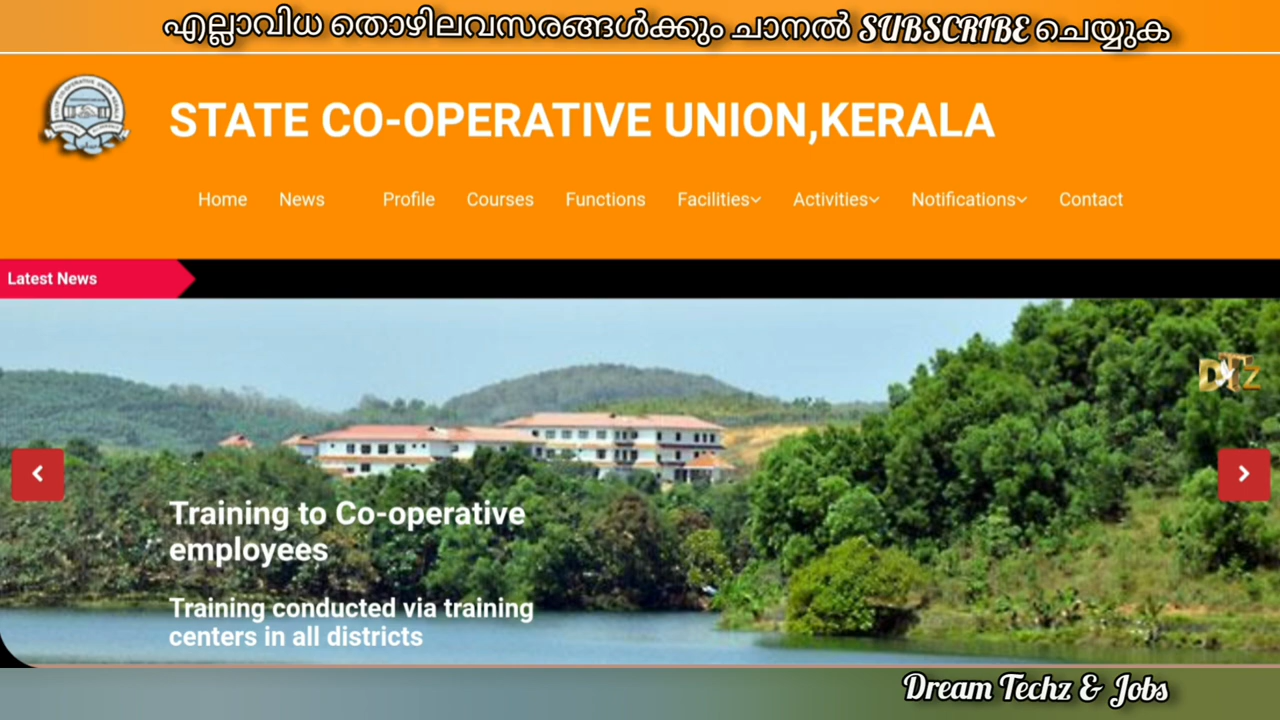 എല്ലാവിധ തൊഴിലവസരങ്ങൾക്കും ചാനൽ SUBSCRIBE ചെയ്യുക
STATE CO-OPERATIVE UNION,KERALA
Home News Profile Courses Functions Facilities Activities Notifications Contact
Latest News
DTZ
Training to Co-operative
employees
Training conducted via training
centers in all districts
Dream Techz & Jobs